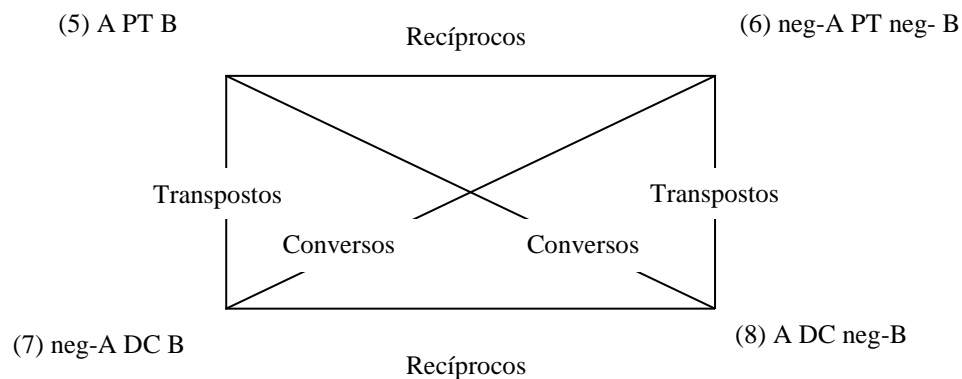 (5) A PT B
Recíprocos
(6) neg-A PT neg- B
Transpostos
Transpostos
Conversos
Conversos
(7) neg-A DC B
(8) A DC neg-B
Recíprocos